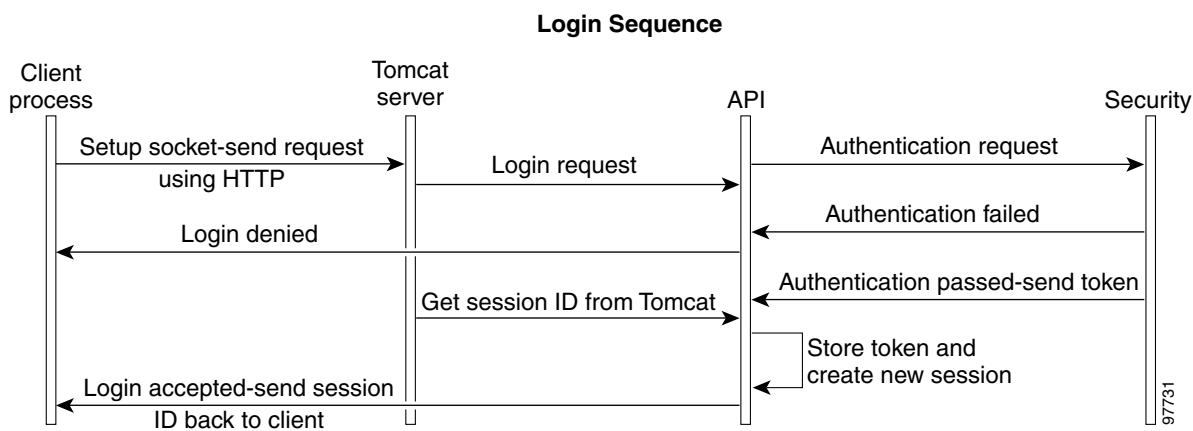 Login Sequence
Client
process
Tomcat
server
API
Security
Setup socket-send request
using HTTP
Login request
Authentication request
Authentication failed
Login denied
Authentication passed-send token
Get session ID from Tomcat
Store token and
create new session
Login accepted-send session
ID back to client
97731